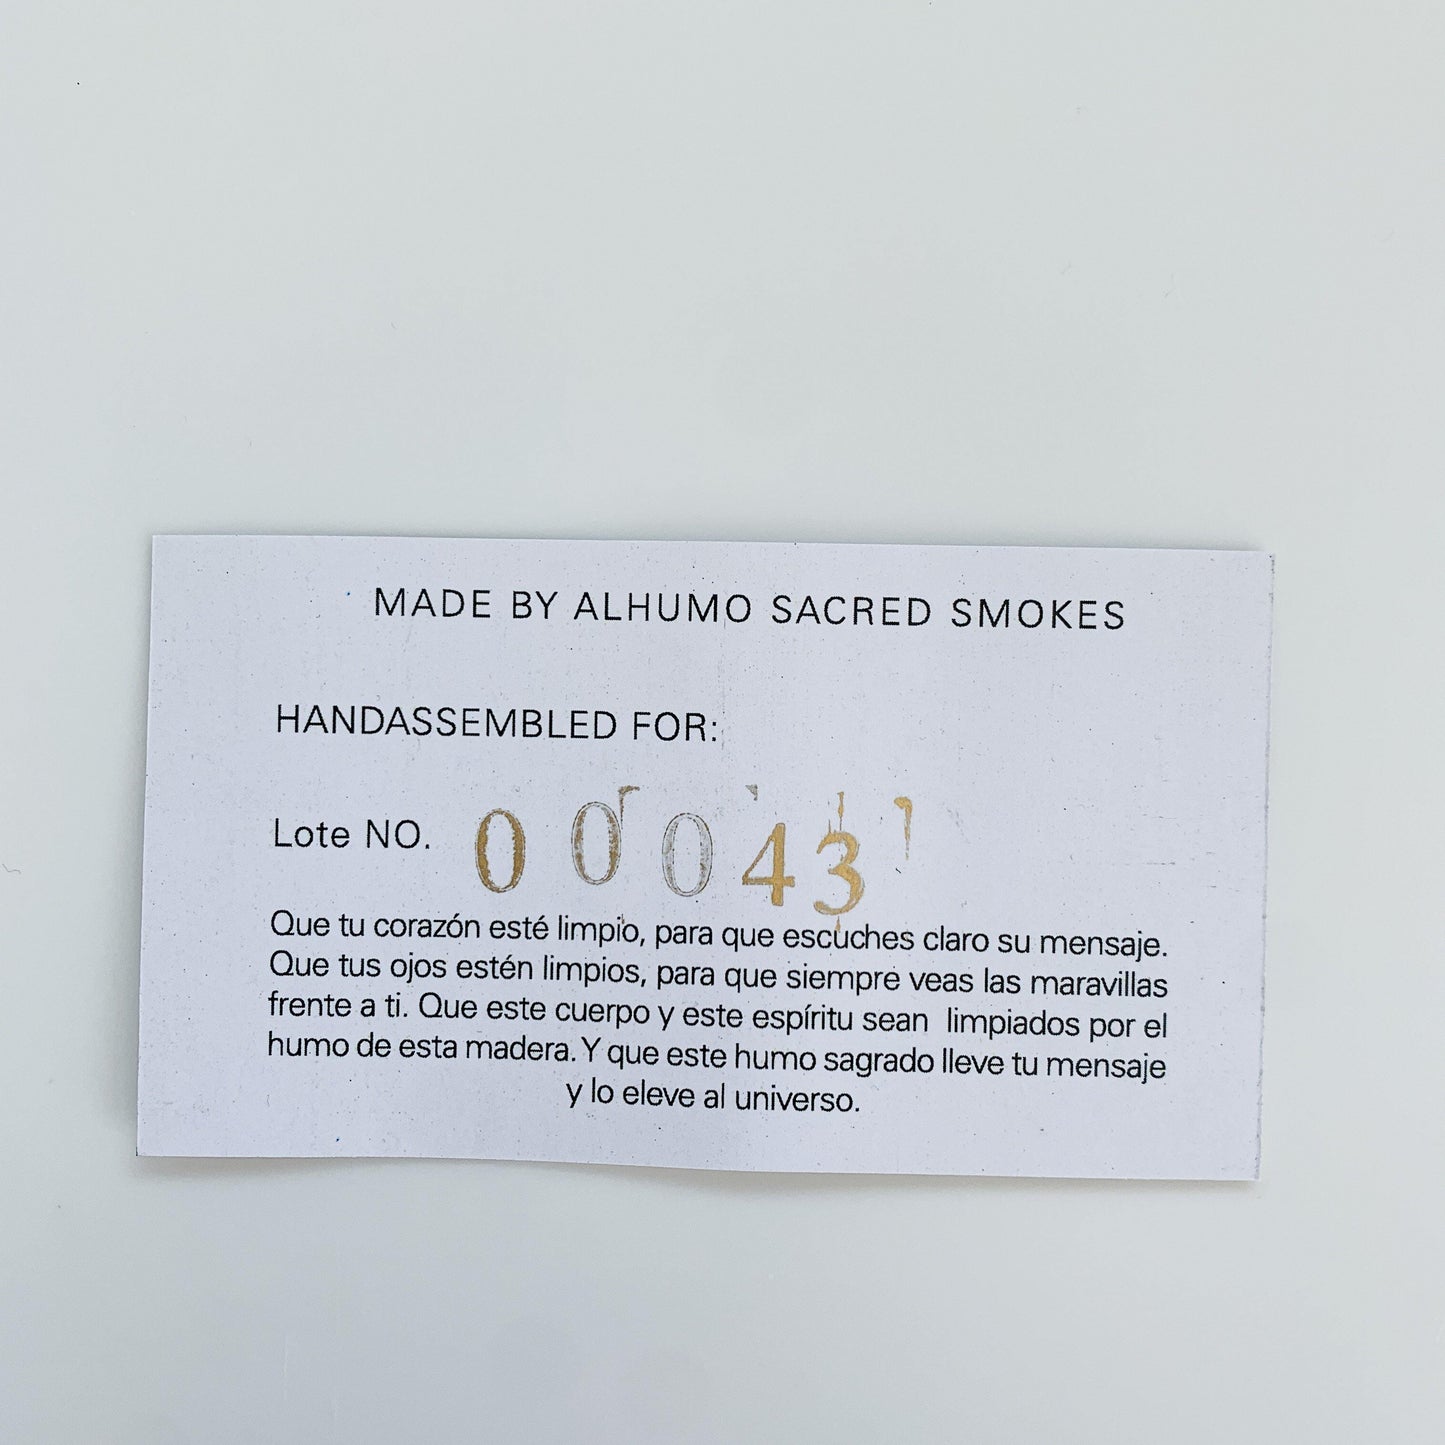 MADE BY ALHUMO SACRED SMOKES
HANDASSEMBLED FOR:
Lote NO. 00043
Que tu corazón esté limpio, para que escuches claro su mensaje.
Que tus ojos estén limpios, para que siempre veas las maravillas
frente a ti. Que este cuerpo y este espíritu sean limpiados por el
humo de esta madera. Y que este humo sagrado lleve tu mensaje
y lo eleve al universo.